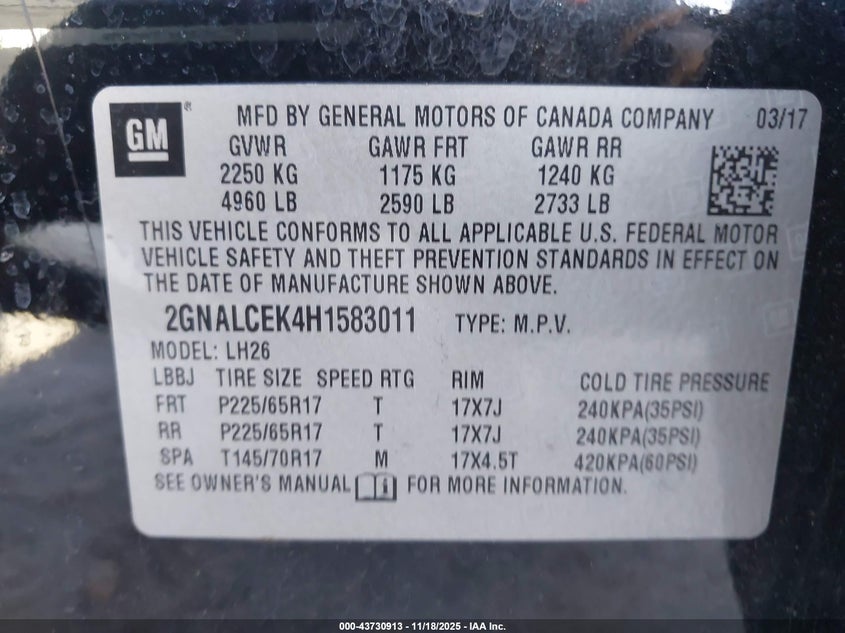 GM ® MFD BY GENERAL MOTORS OF CANADA COMPANY 03/17
GVWR GAWR FRT GAWR RR
2250 KG 1175 KG 1240 KG
4960 LB 2590 LB 2733 LB
THIS VEHICLE CONFORMS TO ALL APPLICABLE U.S. FEDERAL MOTOR
VEHICLE SAFETY AND THEFT PREVENTION STANDARDS IN EFFECT ON
THE DATE OF MANUFACTURE SHOWN ABOVE.
2GNALCEK4H1583011 TYPE: M.P.V.
MODEL: LH26
LBBJ TIRE SIZE SPEED RTG RIM COLD TIRE PRESSURE
FRT P225/65R17 T 17X7J 240KPA(35PSI)
RR P225/65R17 T 17X7J 240KPA(35PSI)
SPA T145/70R17 M 17X4.5T 420KPA(60PSI)
SEE OWNER'S MANUAL FOR MORE INFORMATION.
000-43730913 - 11/18/2025 - IAA Inc.